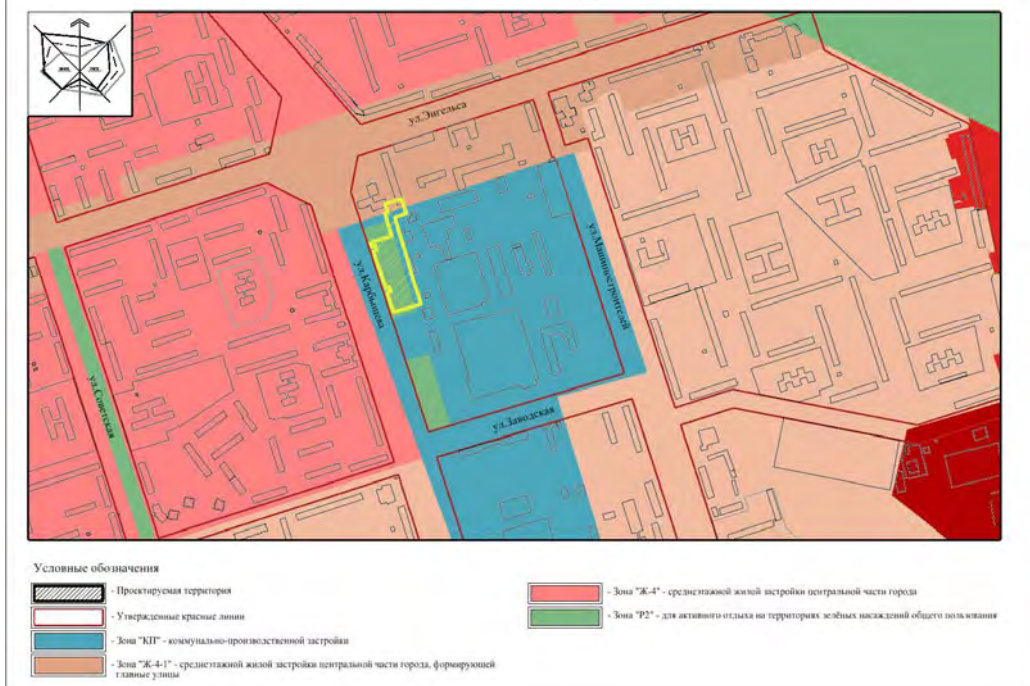 ул.Энгельса
ул.Карбышева
ул.Машиностроителей
ул.Советская
ул.Заводская
Условные обозначения
- Проектируемая территория
- Утвержденные красные линии
- Зона "КП" - коммунально-производственной застройки
- Зона "Ж-4-1" - среднеэтажной жилой застройки центральной части города, формирующей
главные улицы
- Зона "Ж-4" - среднеэтажной жилой застройки центральной части города
- Зона "Р2" - для активного отдыха на территориях зелёных насаждений общего пользования